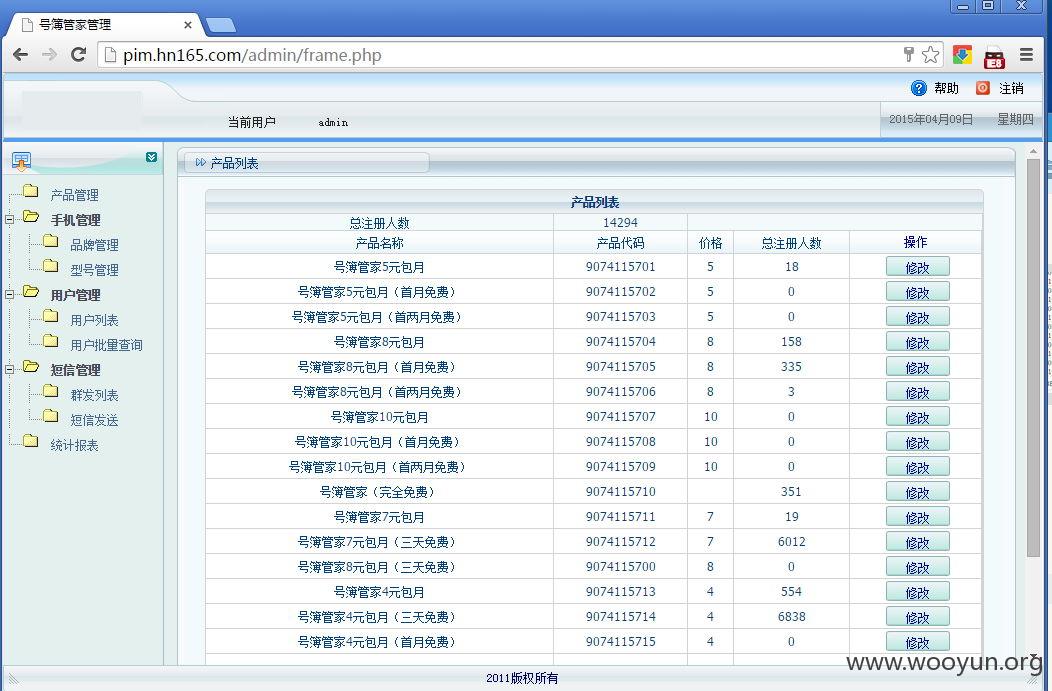 号簿管家管理
pim.hn165.com/admin/frame.php
帮助 注销
当前用户 admin 2015年04月09日 星期四
产品列表
产品管理
手机管理
品牌管理
型号管理
用户管理
用户列表
用户批量查询
短信管理
群发列表
短信发送
统计报表
产品列表
总注册人数 14294
产品名称 产品代码 价格 总注册人数 操作
号簿管家5元包月 9074115701 5 18 修改
号簿管家5元包月（首月免费） 9074115702 5 0 修改
号簿管家5元包月（首两月免费） 9074115703 5 0 修改
号簿管家8元包月 9074115704 8 158 修改
号簿管家8元包月（首月免费） 9074115705 8 335 修改
号簿管家8元包月（首两月免费） 9074115706 8 3 修改
号簿管家10元包月 9074115707 10 0 修改
号簿管家10元包月（首月免费） 9074115708 10 0 修改
号簿管家10元包月（首两月免费） 9074115709 10 0 修改
号簿管家（完全免费） 9074115710 351 修改
号簿管家7元包月 9074115711 7 19 修改
号簿管家7元包月（三天免费） 9074115712 7 6012 修改
号簿管家8元包月（三天免费） 9074115700 8 0 修改
号簿管家4元包月 9074115713 4 554 修改
号簿管家4元包月（三天免费） 9074115714 4 6838 修改
号簿管家4元包月（首月免费） 9074115715 4 0 修改
www.wooyun.org
2011版权所有